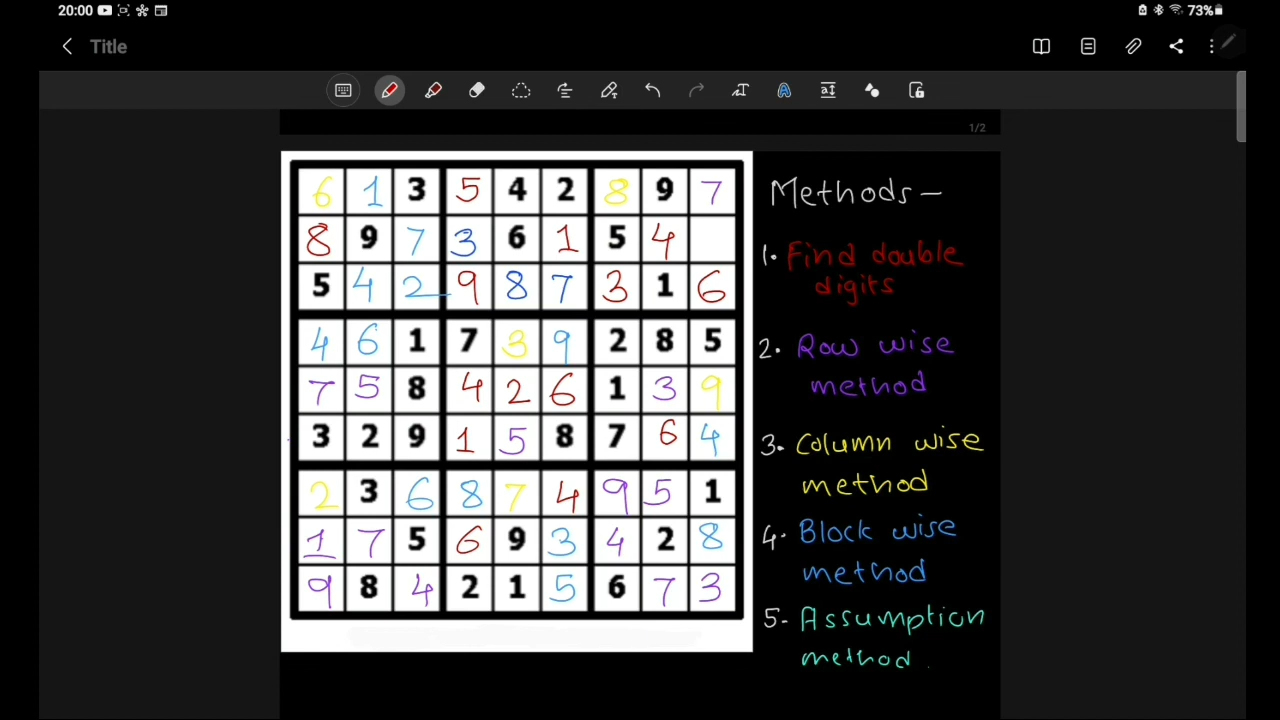 20:00
73%
Title
1/2
6 1 3 5 4 2 8 9 7
8 9 7 3 6 1 5 4
5 4 2 9 8 7 3 1 6
4 6 1 7 3 9 2 8 5
7 5 8 4 2 6 1 3 9
3 2 9 1 5 8 7 6 4
2 3 6 8 7 4 9 5 1
1 7 5 6 9 3 4 2 8
9 8 4 2 1 5 6 7 3
Methods –
1. Find double
digits
2. Row wise
method
3. Column wise
method
4. Block wise
method
5- Assumption
method.